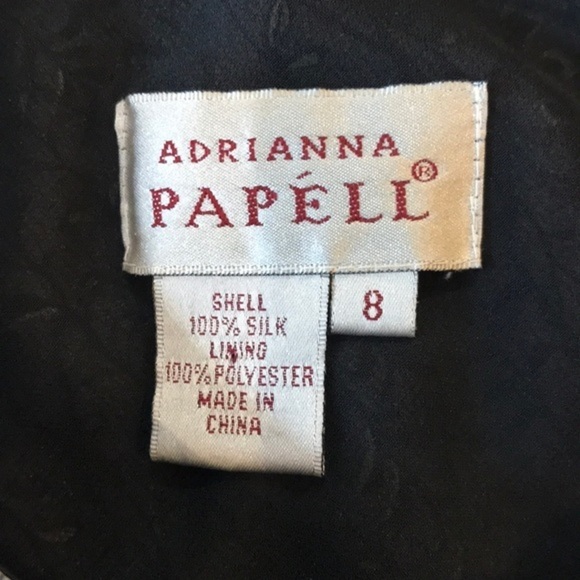 ADRIANNA
PAPÉLL®
8
SHELL
100% SILK
LINING
100% POLYESTER
MADE IN
CHINA